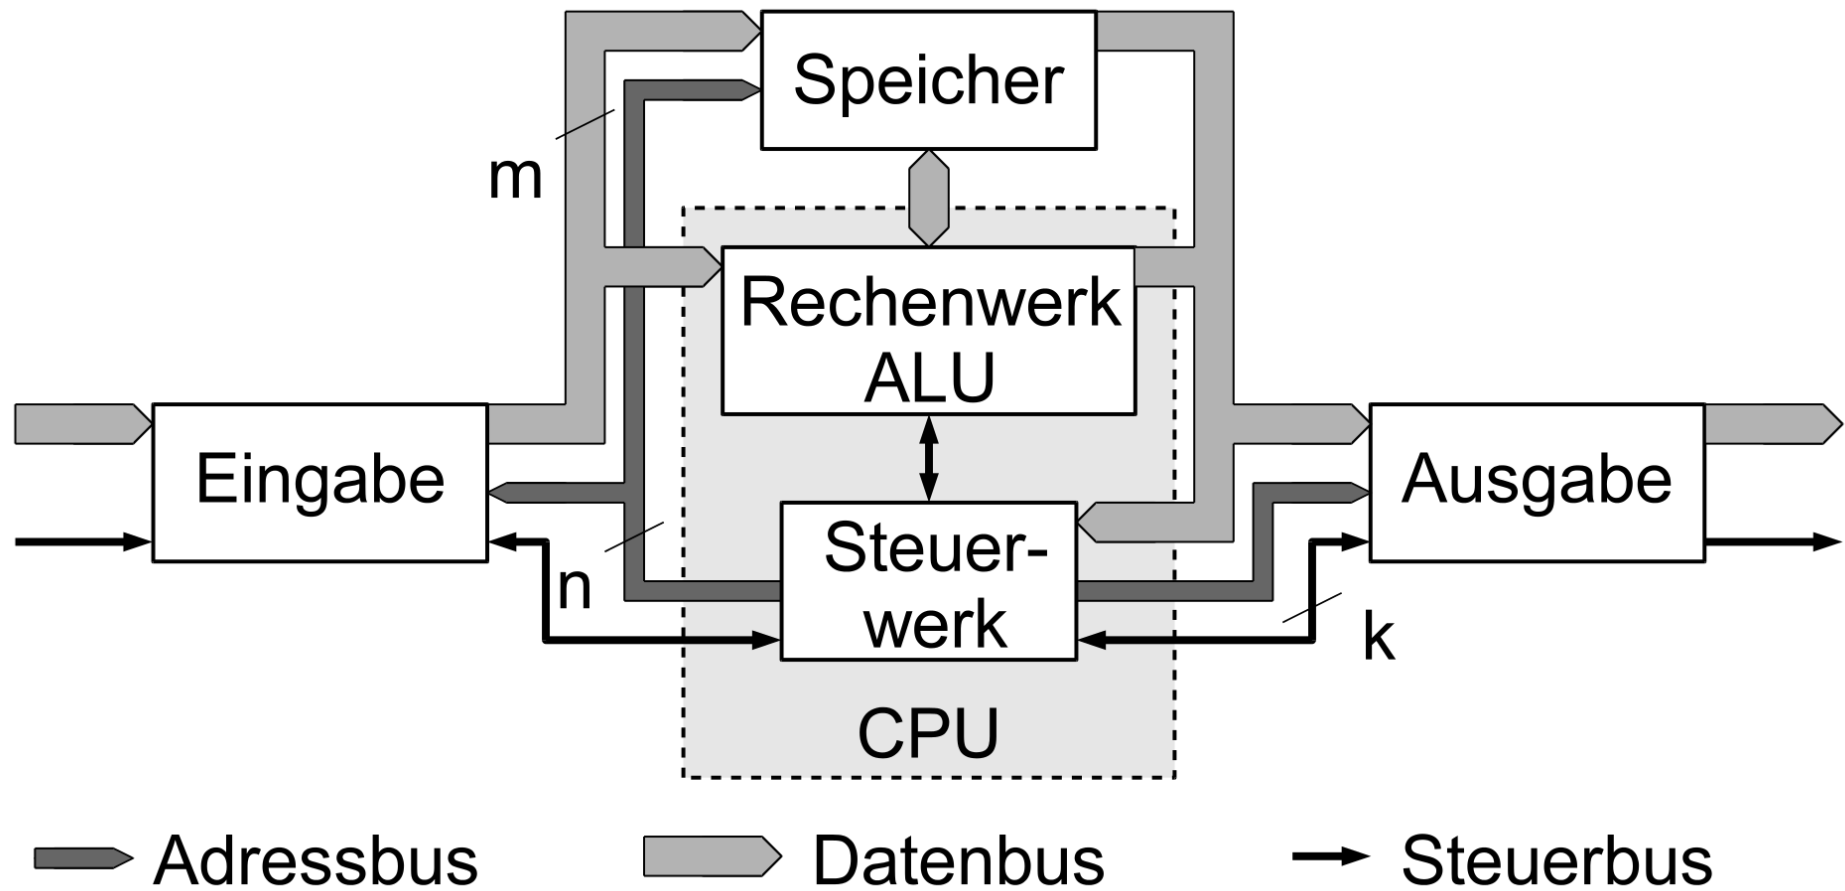 Speicher
m
Rechenwerk
ALU
Eingabe
Steuer-
werk
Ausgabe
n
k
CPU
Adressbus
Datenbus
Steuerbus